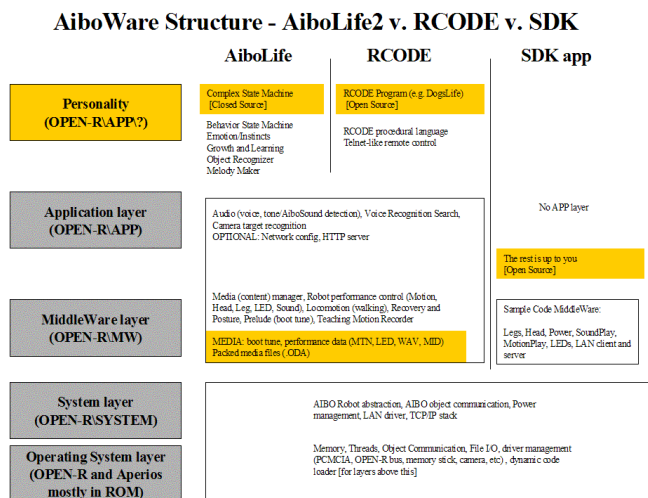 AiboWare Structure - AiboLife2 v. RCODE v. SDK
AiboLife
RCODE
SDK app
Personality
(OPEN-R\APP\?)
Complex State Machine
[Closed Source]
Behavior State Machine
Emotion/Instincts
Growth and Learning
Object Recognizer
Melody Maker
RCODE Program (e.g. DogsLife)
[Open Source]
RCODE procedural language
Telnet-like remote control
Application layer
(OPEN-R\APP)
Audio (voice, tone/AiboSound detection), Voice Recognition Search,
Camera target recognition
OPTIONAL: Network config, HTTP server
No APP layer
The rest is up to you
[Open Source]
MiddleWare layer
(OPEN-R\MW)
Media (content) manager, Robot performance control (Motion,
Head, Leg, LED, Sound), Locomotion (walking), Recovery and
Posture, Prelude (boot tune), Teaching Motion Recorder
MEDIA: boot tune, performance data (MTN, LED, WAV, MID)
Packed media files (.ODA)
Sample Code MiddleWare:
Legs, Head, Power, SoundPlay,
MotionPlay, LEDs, LAN client and
server
System layer
(OPEN-R\SYSTEM)
AIBO Robot abstraction, AIBO object communication, Power
management, LAN driver, TCP/IP stack
Operating System layer
(OPEN-R and Aperios
mostly in ROM)
Memory, Threads, Object Communication, File I/O, driver management
(PCMCIA, OPEN-R bus, memory stick, camera, etc) , dynamic code
loader [for layers above this]